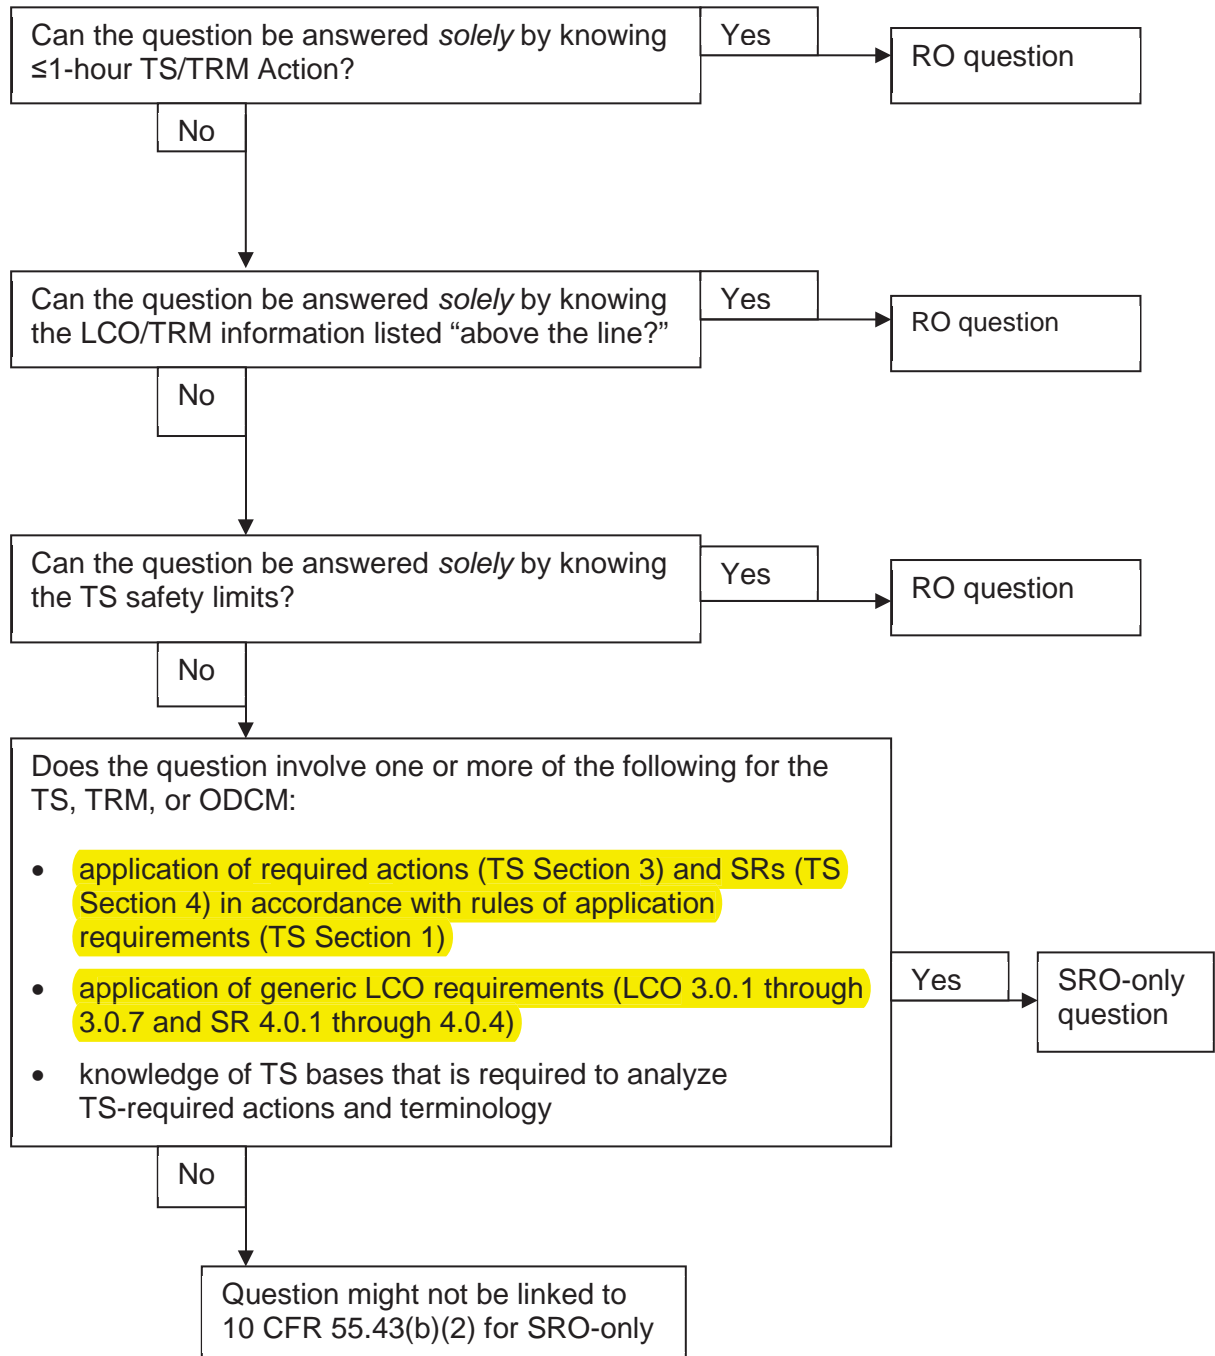 Can the question be answered solely by knowing
≤1-hour TS/TRM Action?
Yes
RO question
No
Can the question be answered solely by knowing
the LCO/TRM information listed “above the line?”
Yes
RO question
No
Can the question be answered solely by knowing
the TS safety limits?
Yes
RO question
No
Does the question involve one or more of the following for the
TS, TRM, or ODCM:
• application of required actions (TS Section 3) and SRs (TS
Section 4) in accordance with rules of application
requirements (TS Section 1)
• application of generic LCO requirements (LCO 3.0.1 through
3.0.7 and SR 4.0.1 through 4.0.4)
• knowledge of TS bases that is required to analyze
TS-required actions and terminology
Yes
SRO-only
question
No
Question might not be linked to
10 CFR 55.43(b)(2) for SRO-only